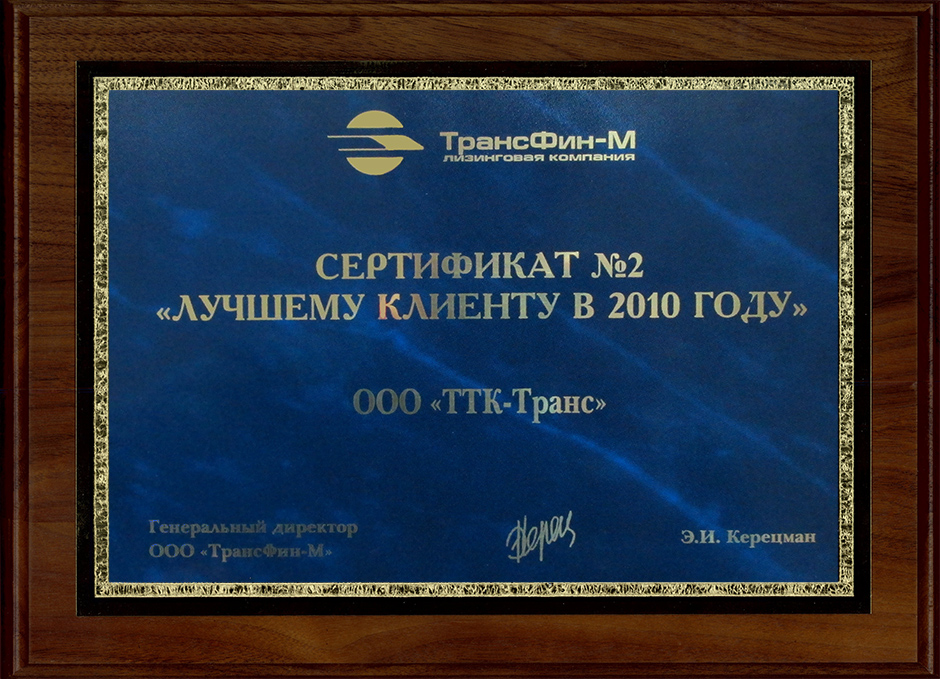 ТрансФин-М
лизинговая компания
СЕРТИФИКАТ №2
«ЛУЧШЕМУ КЛИЕНТУ В 2010 ГОДУ»
ООО «ТТК-Транс»
Генеральный директор
ООО «ТрансФин-М»
Э.И. Керецман